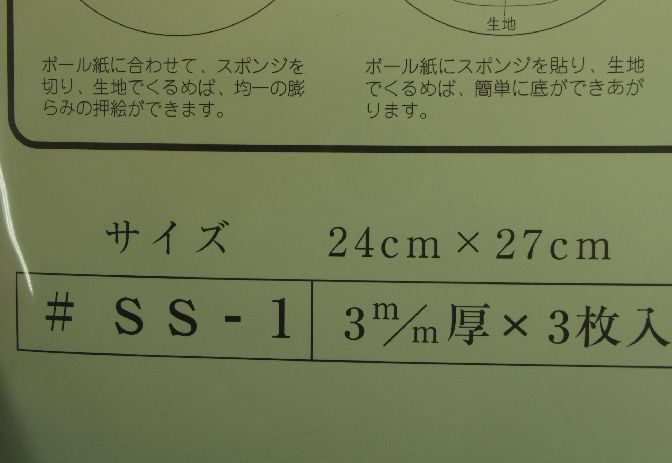 生地
ボール紙に合わせて、スポンジを
切り、生地でくるめば、均一の膨
らみの押絵ができます。
ボール紙にスポンジを貼り、生地
でくるめば、簡単に底ができあが
ります。
サイズ 24cm×27cm
# SS-1 3m/m厚×3枚入